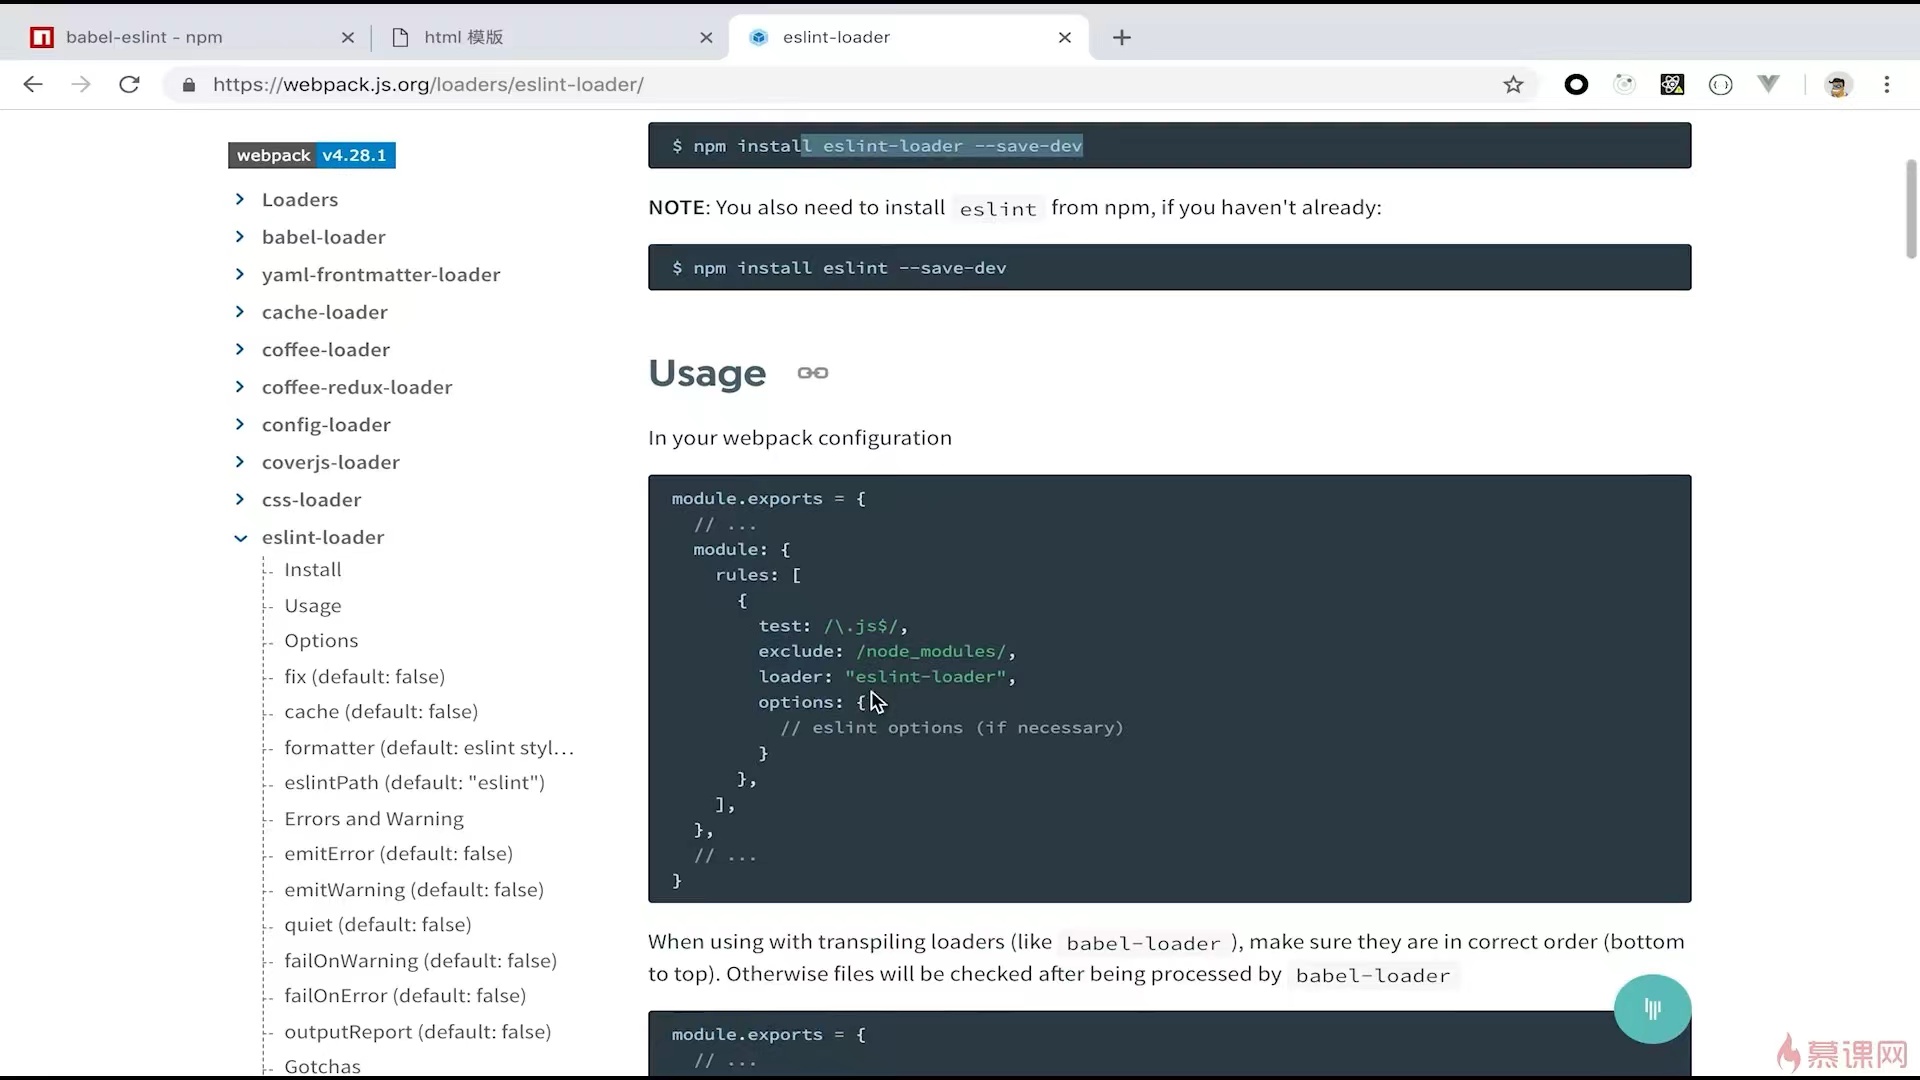 babel-eslint - npm
html 模版
eslint-loader
https://webpack.js.org/loaders/eslint-loader/
webpack v4.28.1
Loaders
babel-loader
yaml-frontmatter-loader
cache-loader
coffee-loader
coffee-redux-loader
config-loader
coverjs-loader
css-loader
eslint-loader
Install
Usage
Options
fix (default: false)
cache (default: false)
formatter (default: eslint styl...
eslintPath (default: "eslint")
Errors and Warning
emitError (default: false)
emitWarning (default: false)
quiet (default: false)
failOnWarning (default: false)
failOnError (default: false)
outputReport (default: false)
Gotchas
$ npm install eslint-loader --save-dev
NOTE: You also need to install eslint from npm, if you haven't already:
$ npm install eslint --save-dev
Usage
In your webpack configuration
module.exports = {
// ...
module: {
rules: [
{
test: /\.js$/,
exclude: /node_modules/,
loader: "eslint-loader",
options: {
// eslint options (if necessary)
}
},
],
},
// ...
}
When using with transpiling loaders (like babel-loader ), make sure they are in correct order (bottom
to top). Otherwise files will be checked after being processed by babel-loader
module.exports = {
// ...
慕课网